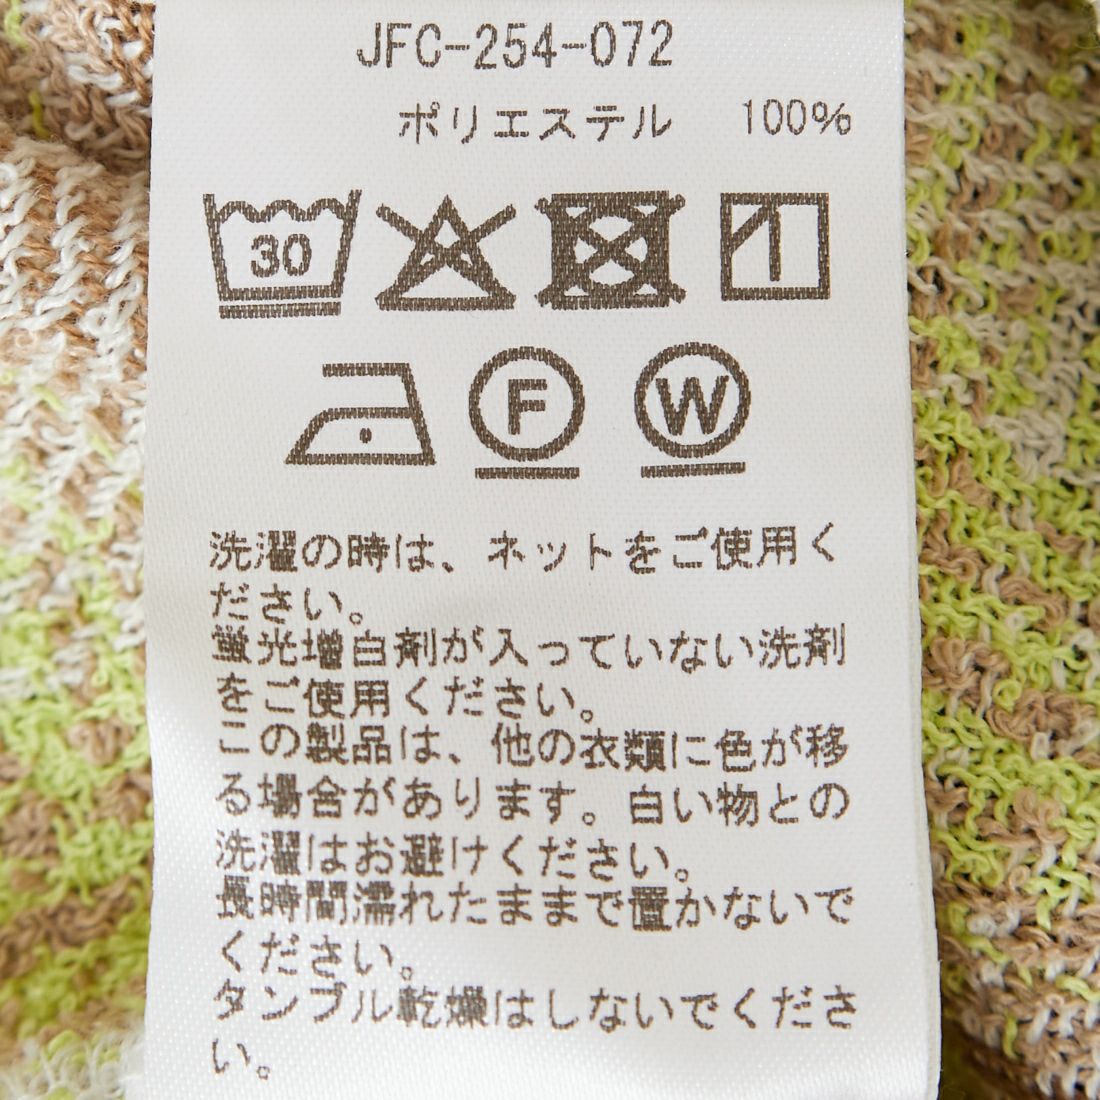 JFC-254-072
ポリエステル 100%
30
F W
洗濯の時は、ネットをご使用く
ださい。
蛍光増白剤が入っていない洗剤
をご使用ください。
この製品は、他の衣類に色が移
る場合があります。白い物との
洗濯はお避けください。
長時間濡れたままで置かないで
ください。
タンブル乾燥はしないでくださ
い。